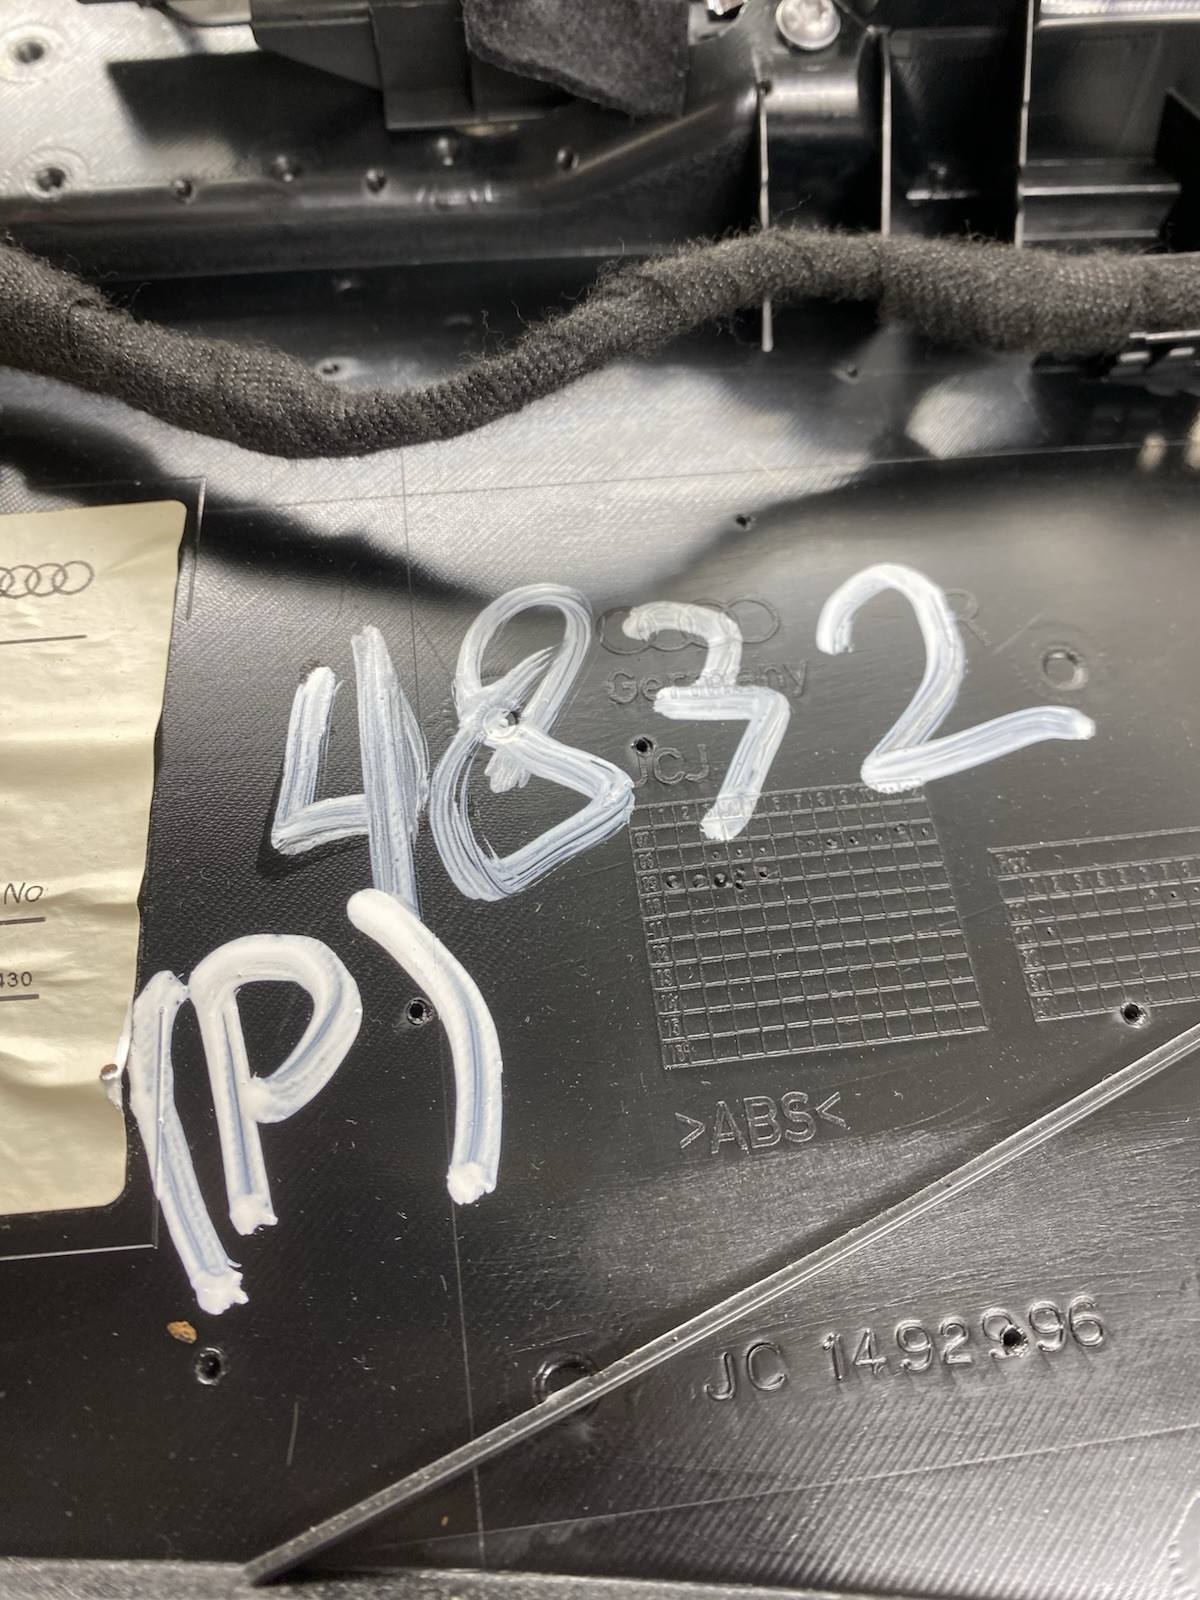 4832
(P)
Germany
JCJ
No
430
>ABS<
JC 1492996